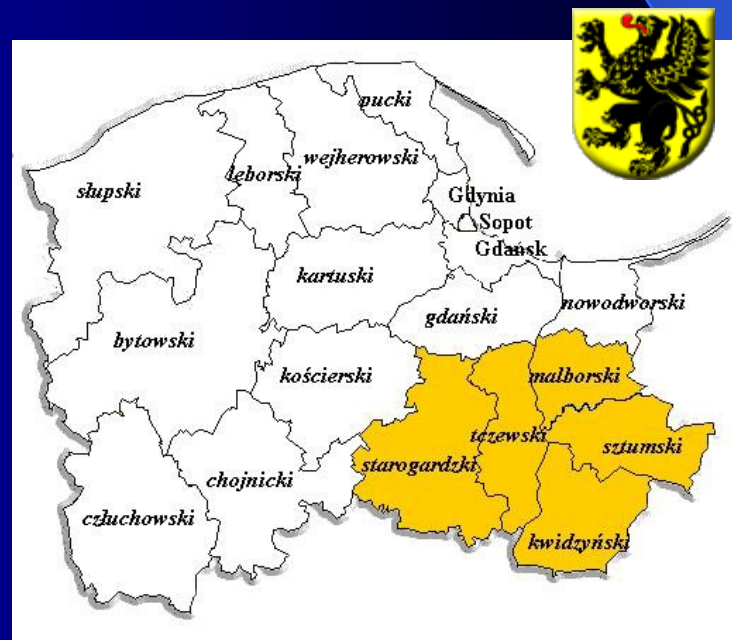 pucki
wejherowski
lęborski
słupski
Gdynia
Sopot
Gdańsk
kartuski
nowodworski
gdański
bytowski
kościerski
malborski
tczewski
sztumski
starogardzki
chojnicki
człuchowski
kwidzyński